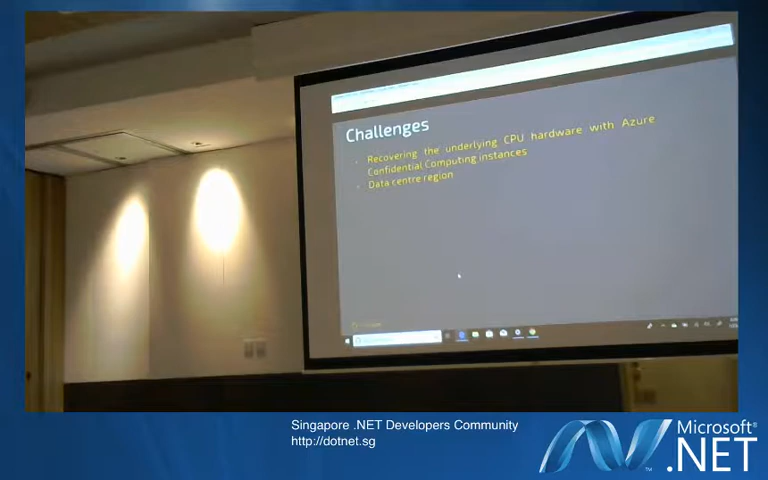 Challenges
Recovering the underlying CPU hardware with Azure
Confidential Computing instances
Data centre region
Singapore .NET Developers Community
http://dotnet.sg
Microsoft®
.NET
™